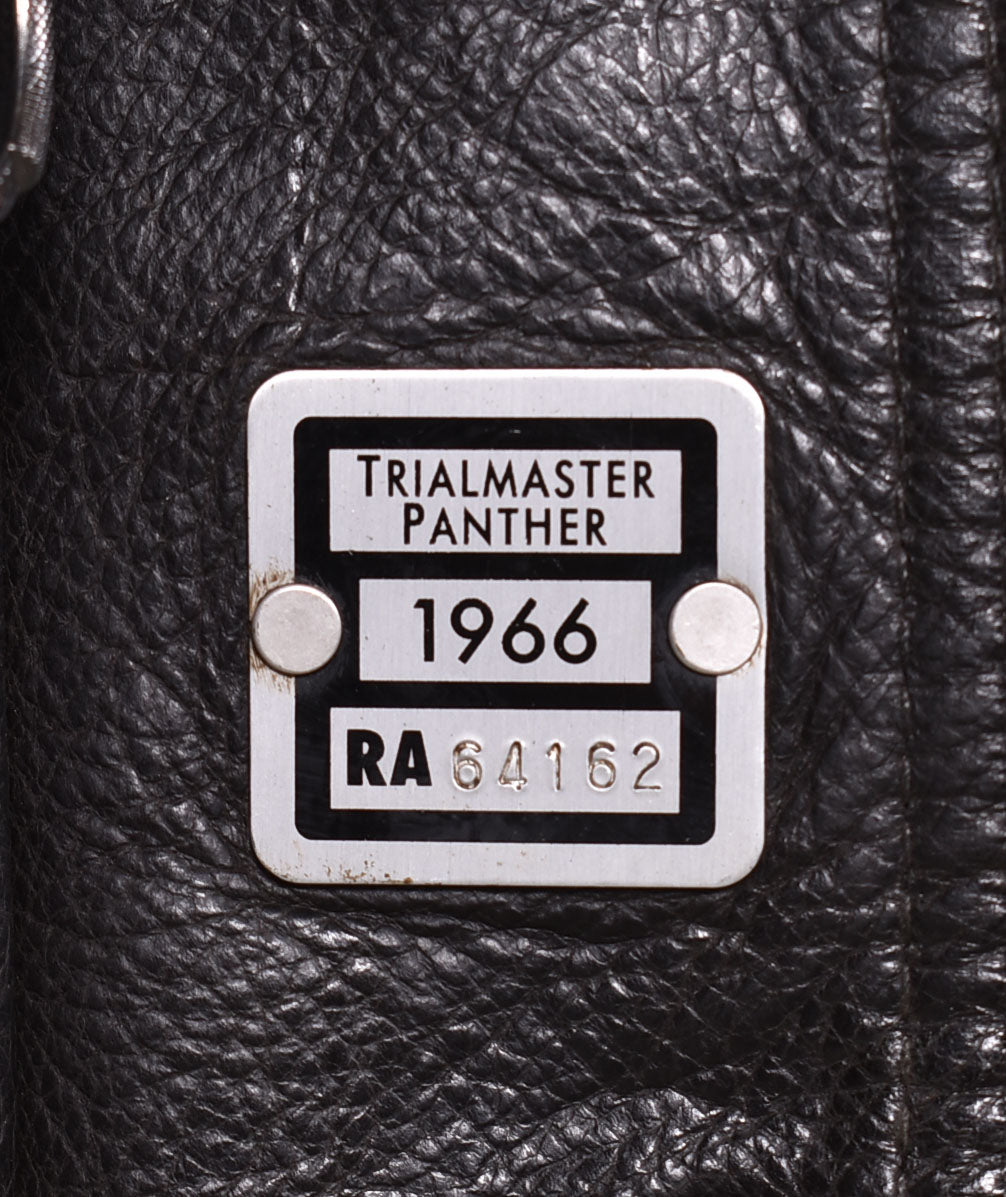 TRIALMASTER
PANTHER
1966
RA 64162